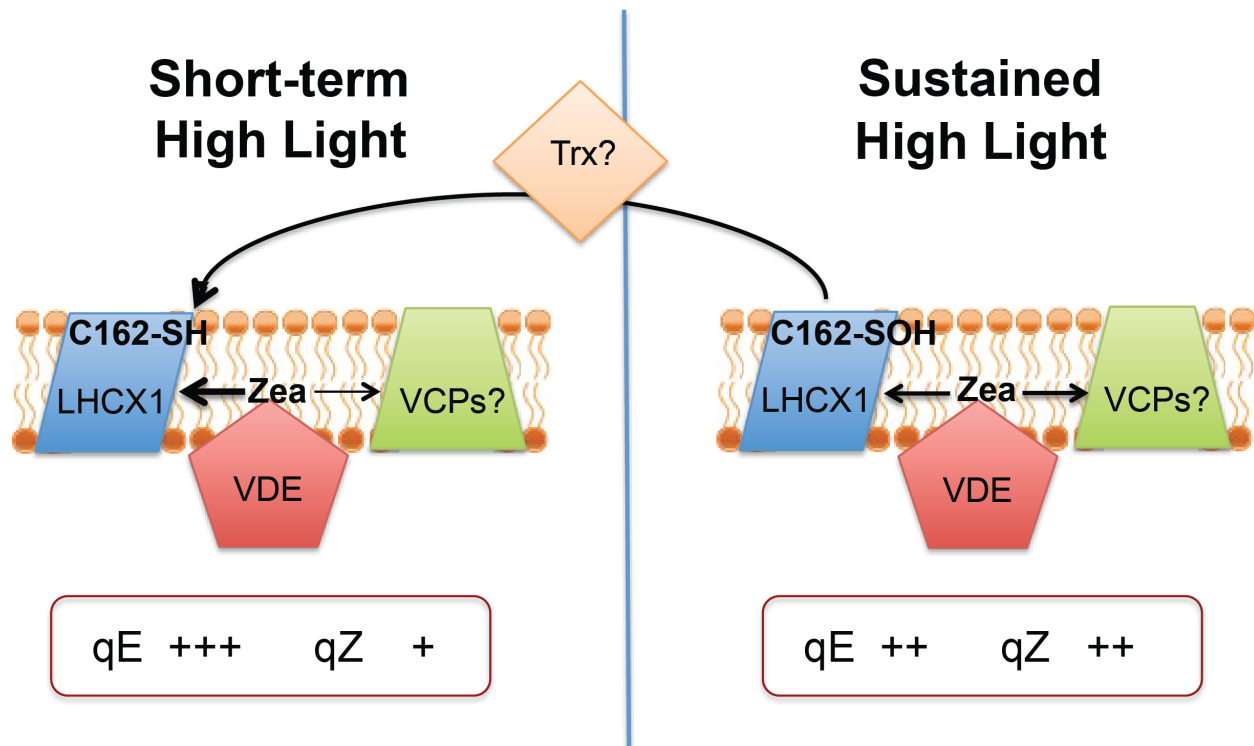 Short-term
High Light
Trx?
Sustained
High Light
C162-SH
LHCX1
Zea
VCPs?
VDE
C162-SOH
LHCX1
Zea
VCPs?
VDE
qE +++ qZ +
qE ++ qZ ++